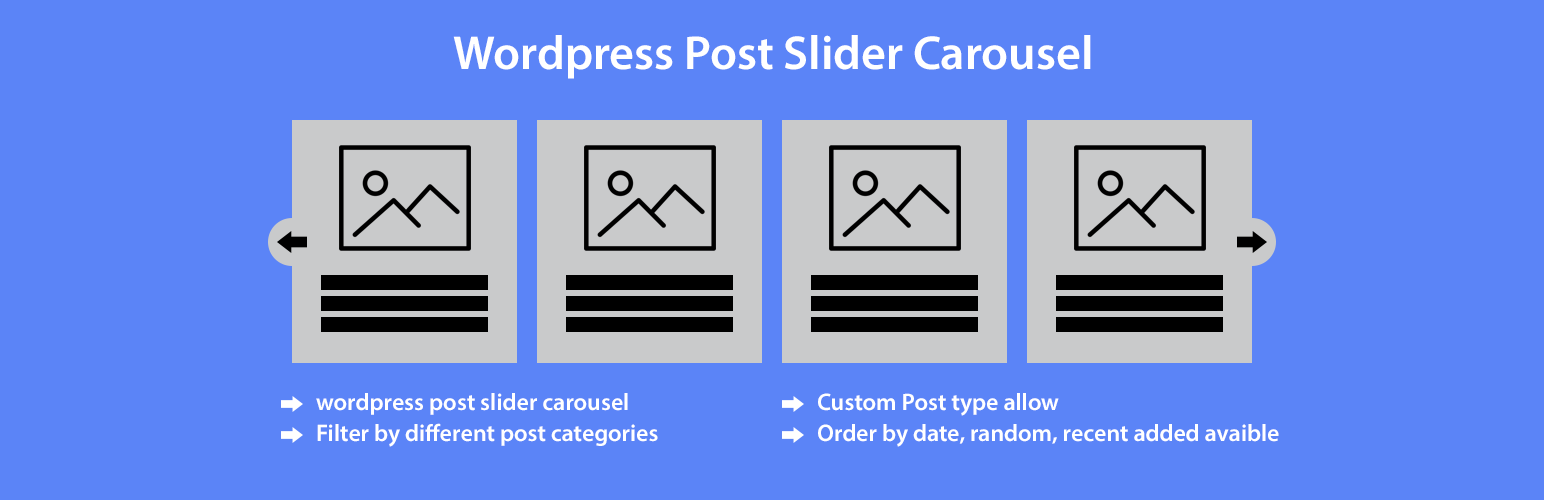 Wordpress Post Slider Carousel
wordpress post slider carousel
Filter by different post categories
Custom Post type allow
Order by date, random, recent added avaible